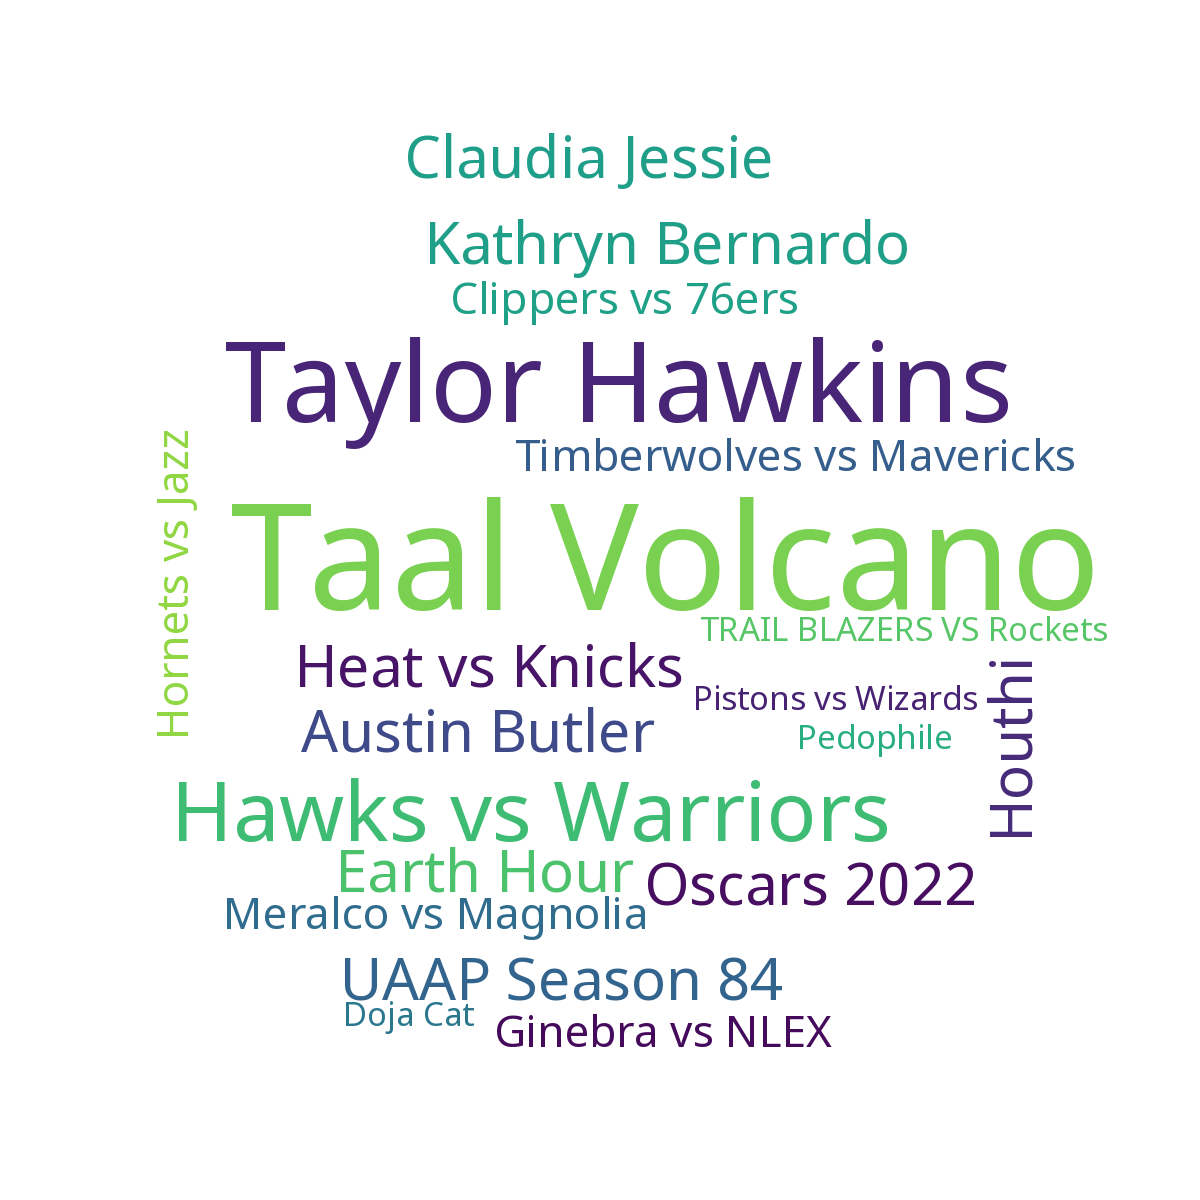 Claudia Jessie
Kathryn Bernardo
Clippers vs 76ers
Taylor Hawkins
Hornets vs Jazz
Timberwolves vs Mavericks
Taal Volcano
TRAIL BLAZERS VS Rockets
Heat vs Knicks
Houthi
Pistons vs Wizards
Austin Butler
Pedophile
Hawks vs Warriors
Earth Hour
Oscars 2022
Meralco vs Magnolia
UAAP Season 84
Doja Cat
Ginebra vs NLEX